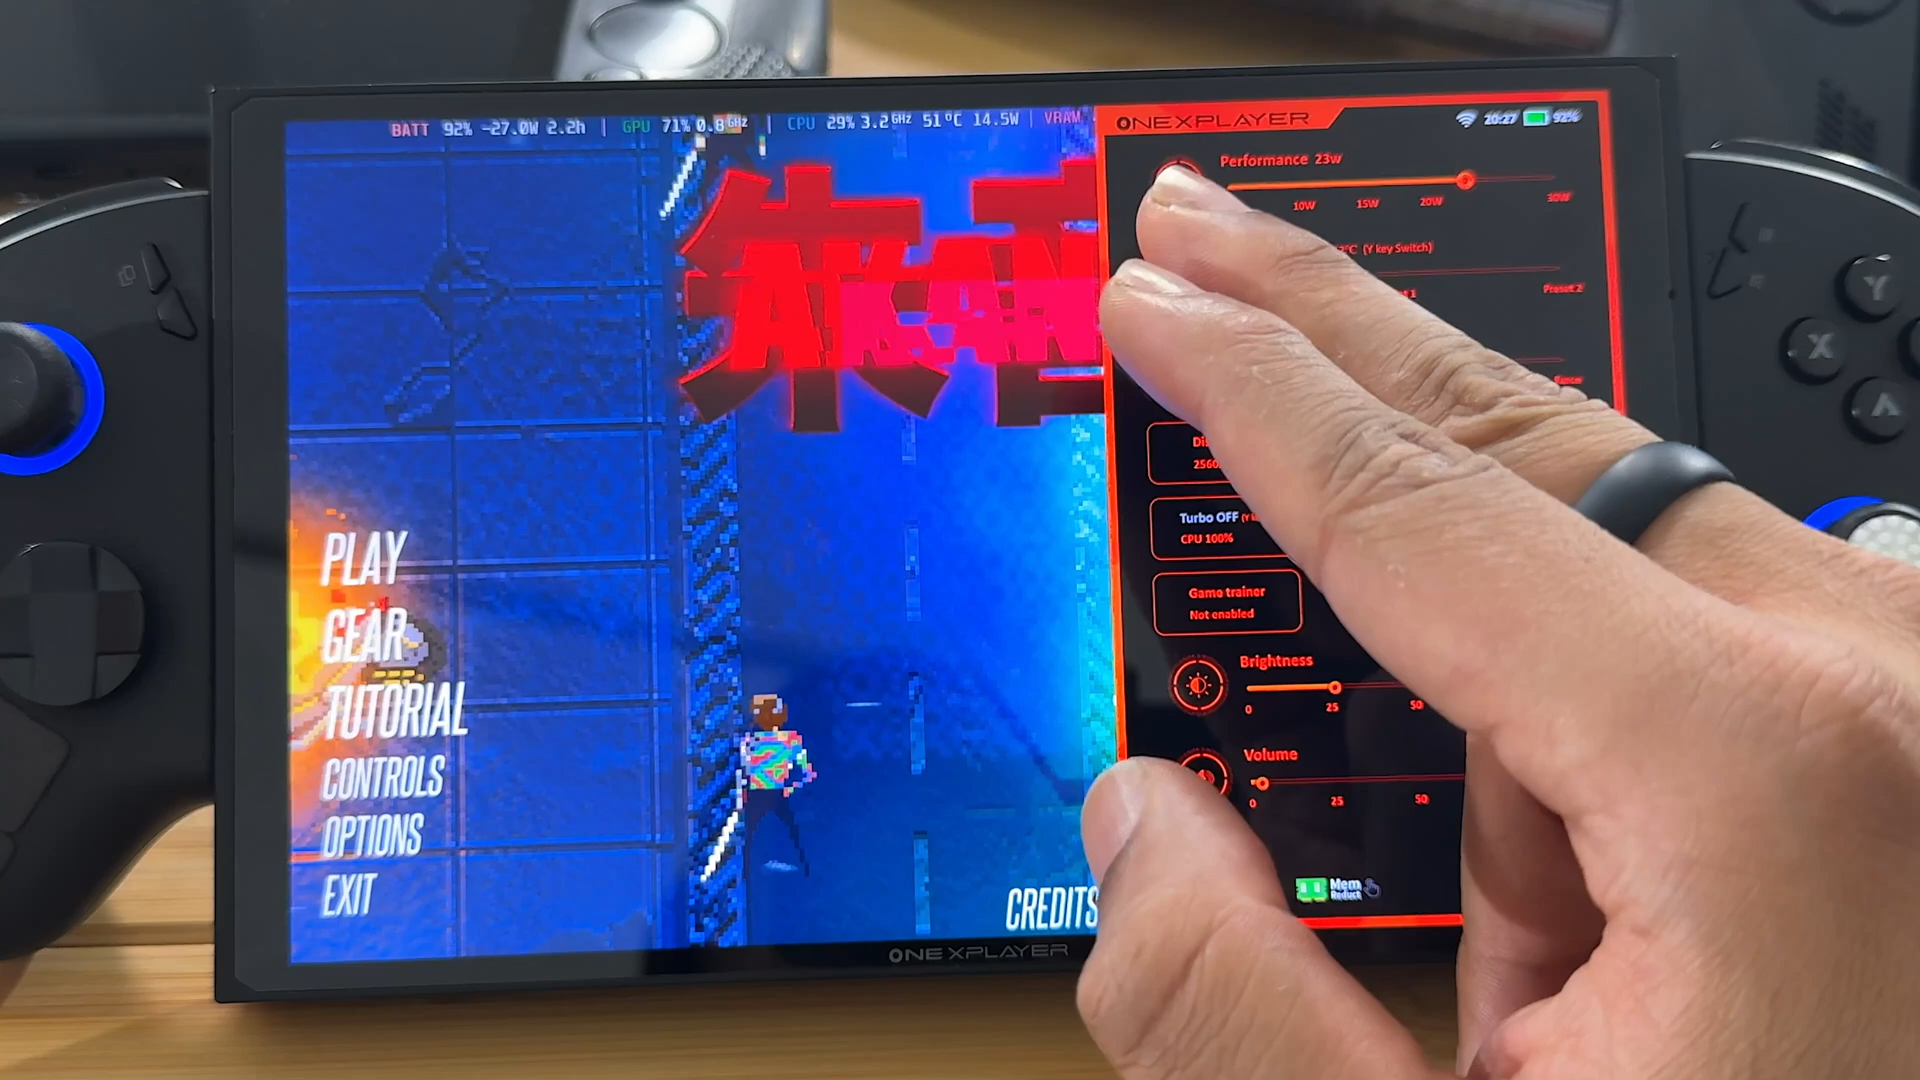 BATT 92% -27.0W 2.2h | GPU 71% 0.8GHz | CPU 29% 3.2GHz 51°C 14.5W | VRAM
朱
AKAN
PLAY
GEAR
TUTORIAL
CONTROLS
OPTIONS
EXIT
CREDITS
ONEXPLAYER
20:27 92%
Performance 23w
10W 15W 20W 30W
°C (Y key Switch)
Preset 2
2560
Turbo OFF
CPU 100%
Game trainer
Not enabled
Brightness
0 25 50
Volume
0 25 50
Mem
Reduct
ONEXPLAYER
Y
X
A